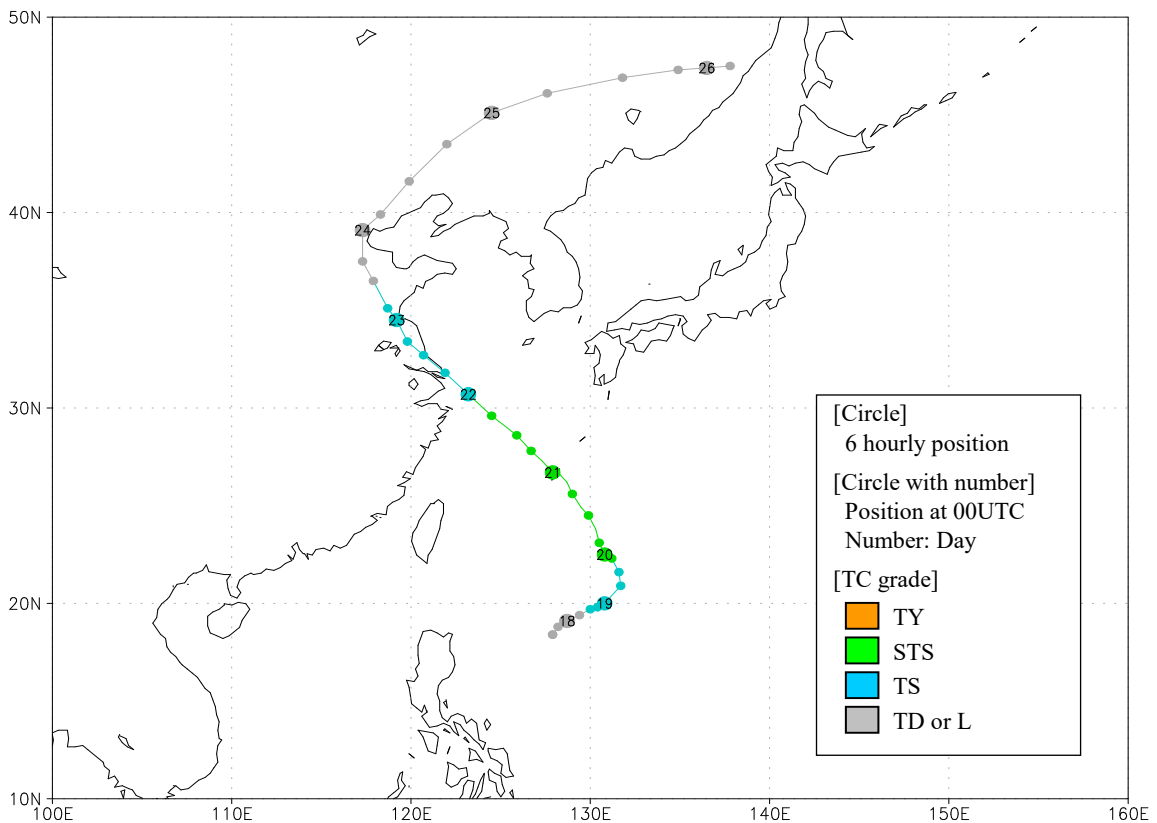 50N
40N
30N
20N
10N
100E 110E 120E 130E 140E 150E 160E
26
25
24
23
22
21
20
19
18
[Circle]
6 hourly position
[Circle with number]
Position at 00UTC
Number: Day
[TC grade]
TY
STS
TS
TD or L